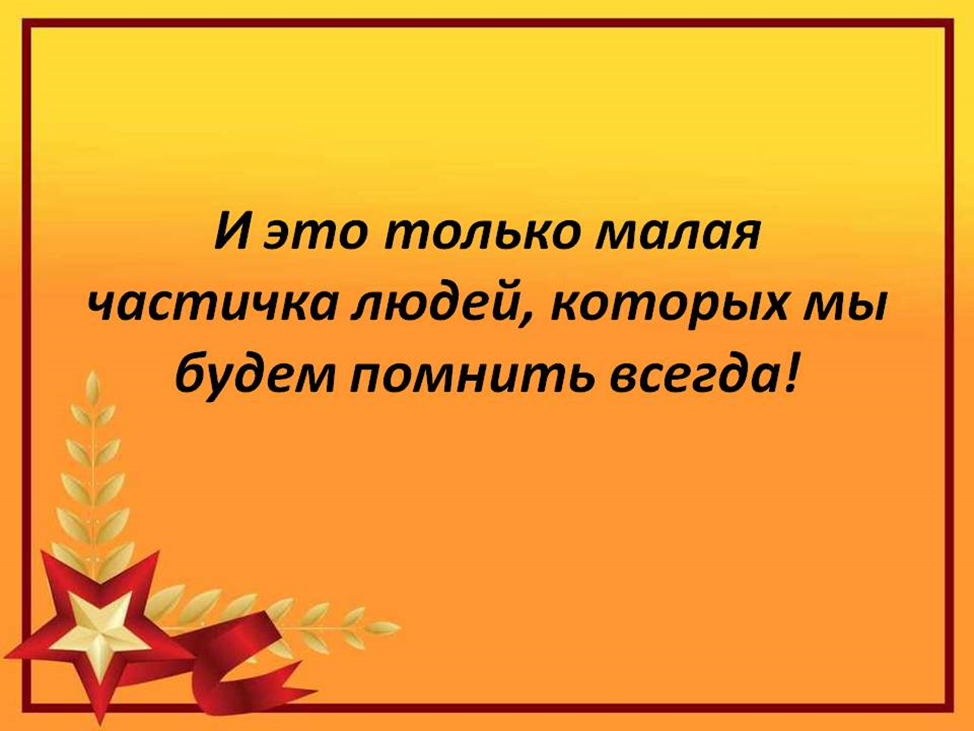 И это только малая
частичка людей, которых мы
будем помнить всегда!